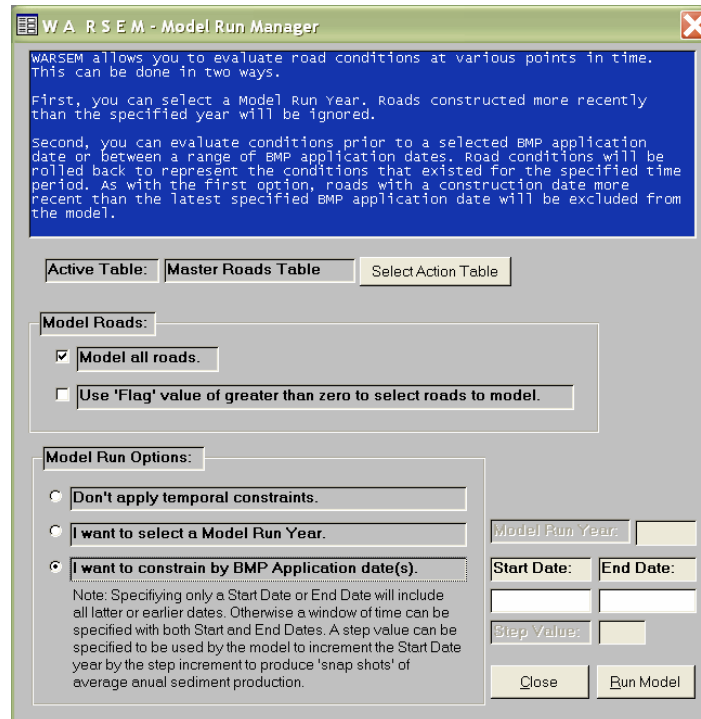 W A R S E M - Model Run Manager
WARSEM allows you to evaluate road conditions at various points in time.
This can be done in two ways.
First, you can select a Model Run Year. Roads constructed more recently
than the specified year will be ignored.
Second, you can evaluate conditions prior to a selected BMP application
date or between a range of BMP application dates. Road conditions will be
rolled back to represent the conditions that existed for the specified time
period. As with the first option, roads with a construction date more
recent than the latest specified BMP application date will be excluded from
the model.
Active Table: Master Roads Table Select Action Table
Model Roads:
Model all roads.
Use 'Flag' value of greater than zero to select roads to model.
Model Run Options:
Don't apply temporal constraints.
I want to select a Model Run Year.
I want to constrain by BMP Application date(s).
Note: Specifying only a Start Date or End Date will include
all latter or earlier dates. Otherwise a window of time can be
specified with both Start and End Dates. A step value can be
specified to be used by the model to increment the Start Date
year by the step increment to produce 'snap shots' of
average anual sediment production.
Model Run Year:
Start Date: End Date:
Step Value:
Close Run Model